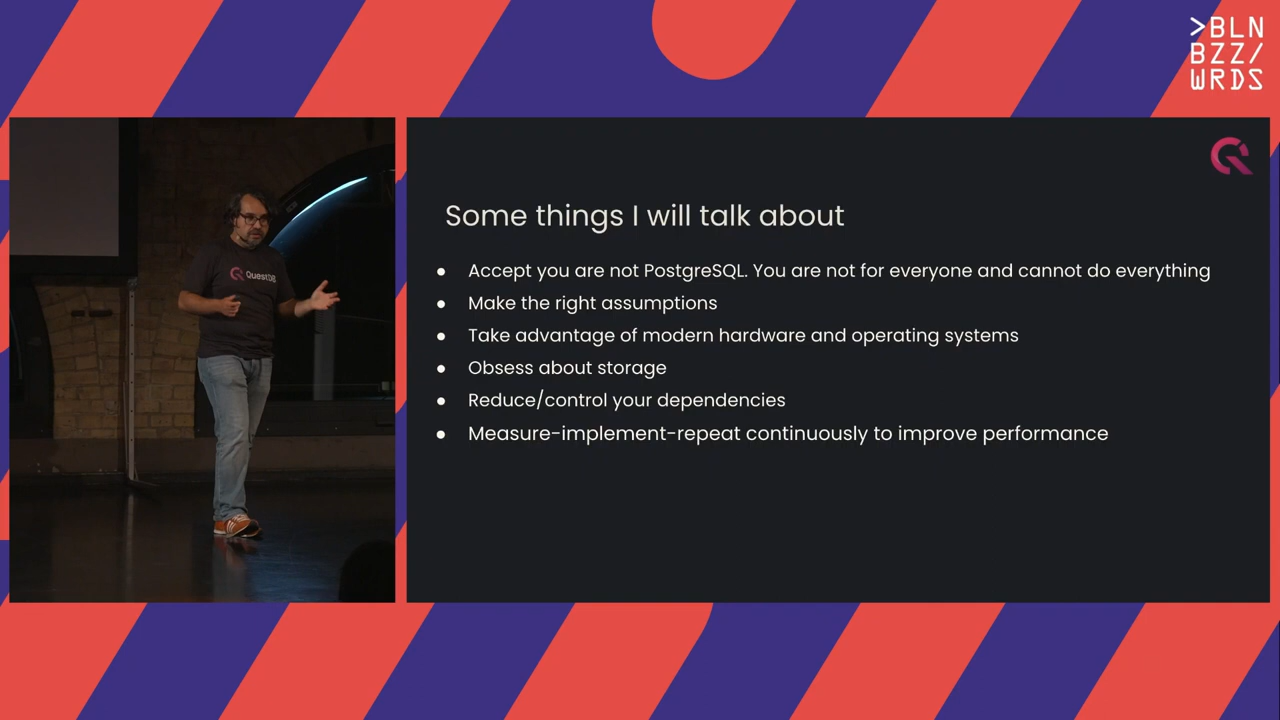 >BLN
BZZ/
WRDS
QuestDB
Some things I will talk about
● Accept you are not PostgreSQL. You are not for everyone and cannot do everything
● Make the right assumptions
● Take advantage of modern hardware and operating systems
● Obsess about storage
● Reduce/control your dependencies
● Measure-implement-repeat continuously to improve performance